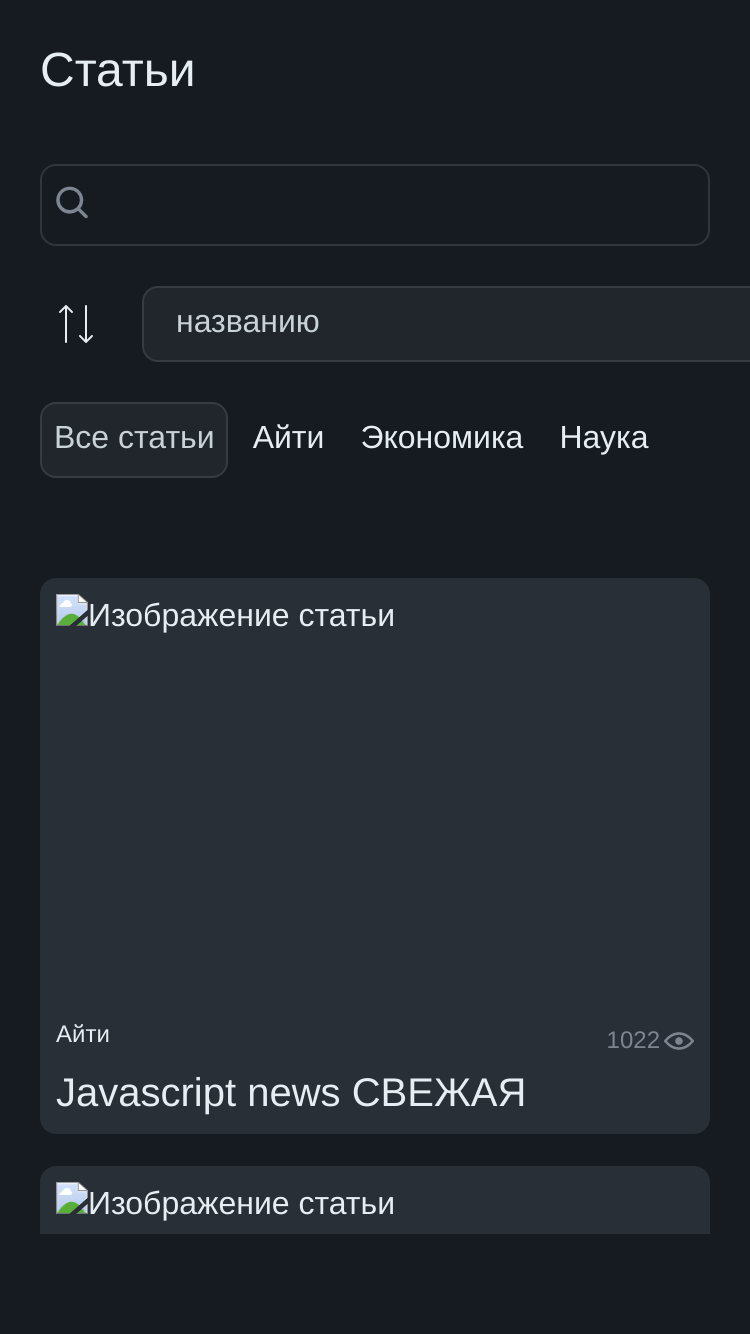 Статьи
названию
Все статьи Айти Экономика Наука
Изображение статьи
Айти 1022
Javascript news СВЕЖАЯ
Изображение статьи